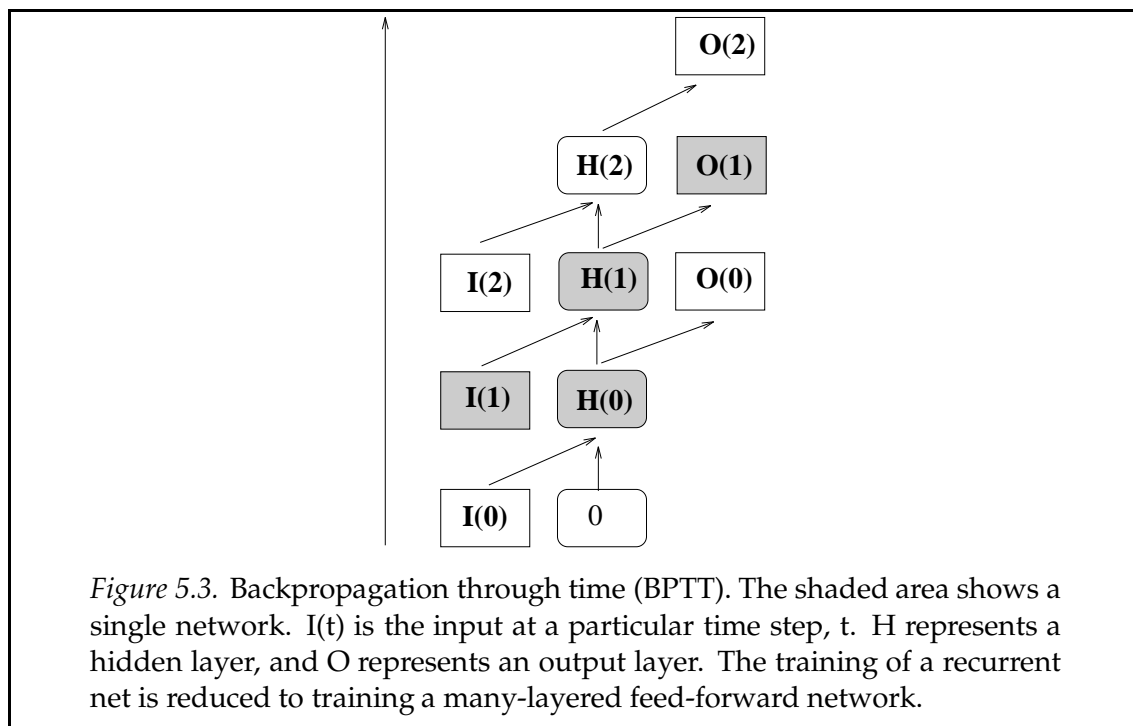 O(2)
H(2) O(1)
I(2) H(1) O(0)
I(1) H(0)
I(0) 0
Figure 5.3. Backpropagation through time (BPTT). The shaded area shows a
single network. I(t) is the input at a particular time step, t. H represents a
hidden layer, and O represents an output layer. The training of a recurrent
net is reduced to training a many-layered feed-forward network.